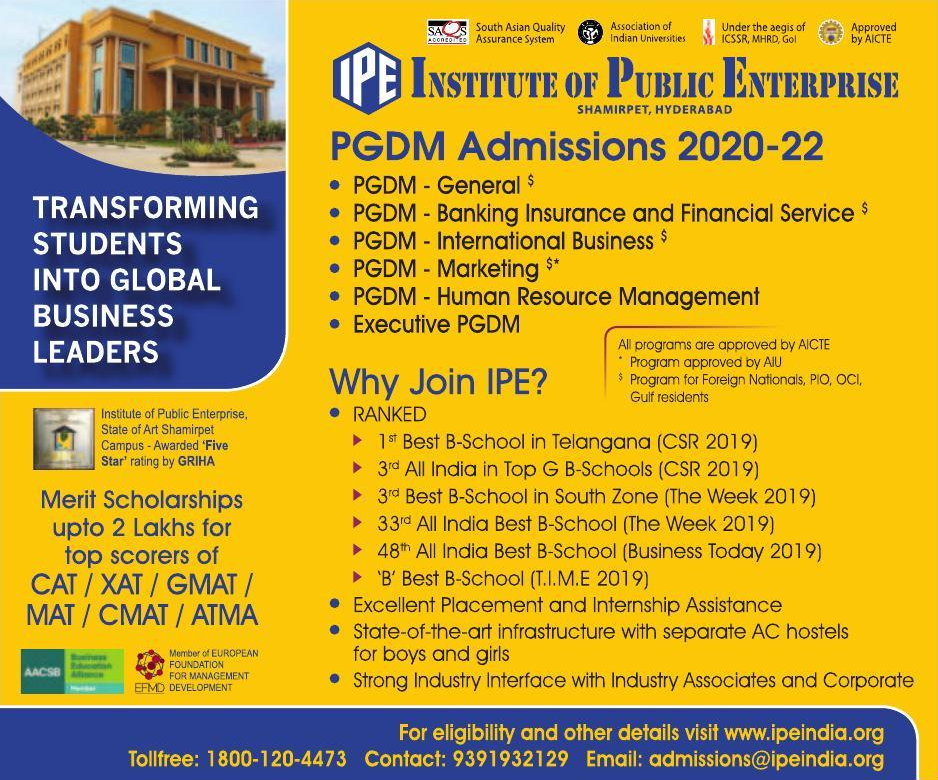 SAQS
ACCREDITED
South Asian Quality
Assurance System
Association of
Indian Universities
Under the aegis of
ICSSR, MHRD, GoI
Approved
by AICTE
IPE INSTITUTE OF PUBLIC ENTERPRISE
SHAMIRPET, HYDERABAD
TRANSFORMING
STUDENTS
INTO GLOBAL
BUSINESS
LEADERS
PGDM Admissions 2020-22
• PGDM - General $
• PGDM - Banking Insurance and Financial Service $
• PGDM - International Business $
• PGDM - Marketing $*
• PGDM - Human Resource Management
• Executive PGDM
All programs are approved by AICTE
* Program approved by AIU
$ Program for Foreign Nationals, PIO, OCI,
Gulf residents
Institute of Public Enterprise,
State of Art Shamirpet
Campus - Awarded ‘Five
Star’ rating by GRIHA
Merit Scholarships
upto 2 Lakhs for
top scorers of
CAT / XAT / GMAT /
MAT / CMAT / ATMA
AACSB
Business
Education
Alliance
Member
EFMD
Member of EUROPEAN
FOUNDATION
FOR MANAGEMENT
DEVELOPMENT
Why Join IPE?
• RANKED
1st Best B-School in Telangana (CSR 2019)
3rd All India in Top G B-Schools (CSR 2019)
3rd Best B-School in South Zone (The Week 2019)
33rd All India Best B-School (The Week 2019)
48th All India Best B-School (Business Today 2019)
‘B’ Best B-School (T.I.M.E 2019)
• Excellent Placement and Internship Assistance
• State-of-the-art infrastructure with separate AC hostels
for boys and girls
• Strong Industry Interface with Industry Associates and Corporate
For eligibility and other details visit www.ipeindia.org
Tollfree: 1800-120-4473 Contact: 9391932129 Email: admissions@ipeindia.org